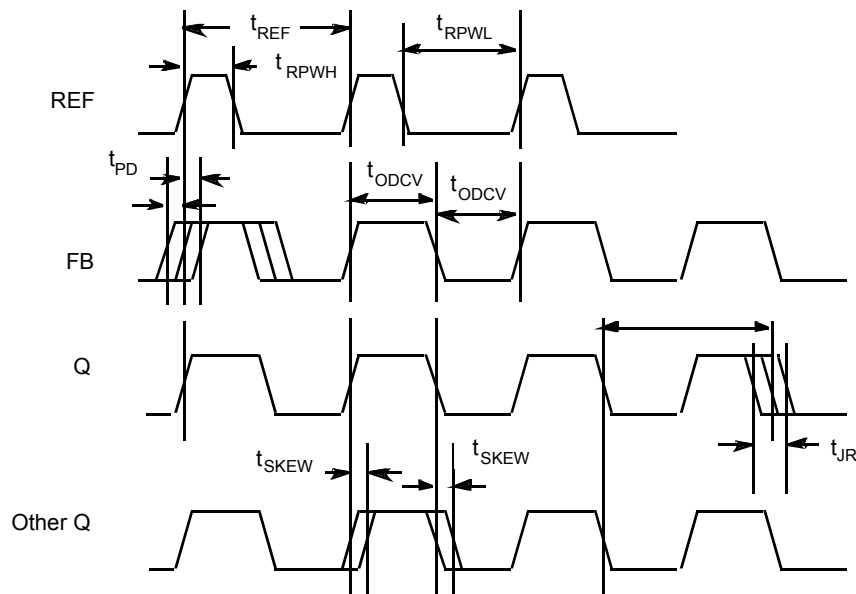 tREF
tRPWL
tRPWH
REF
tPD
tODCV
tODCV
FB
Q
tJR
tSKEW
tSKEW
Other Q